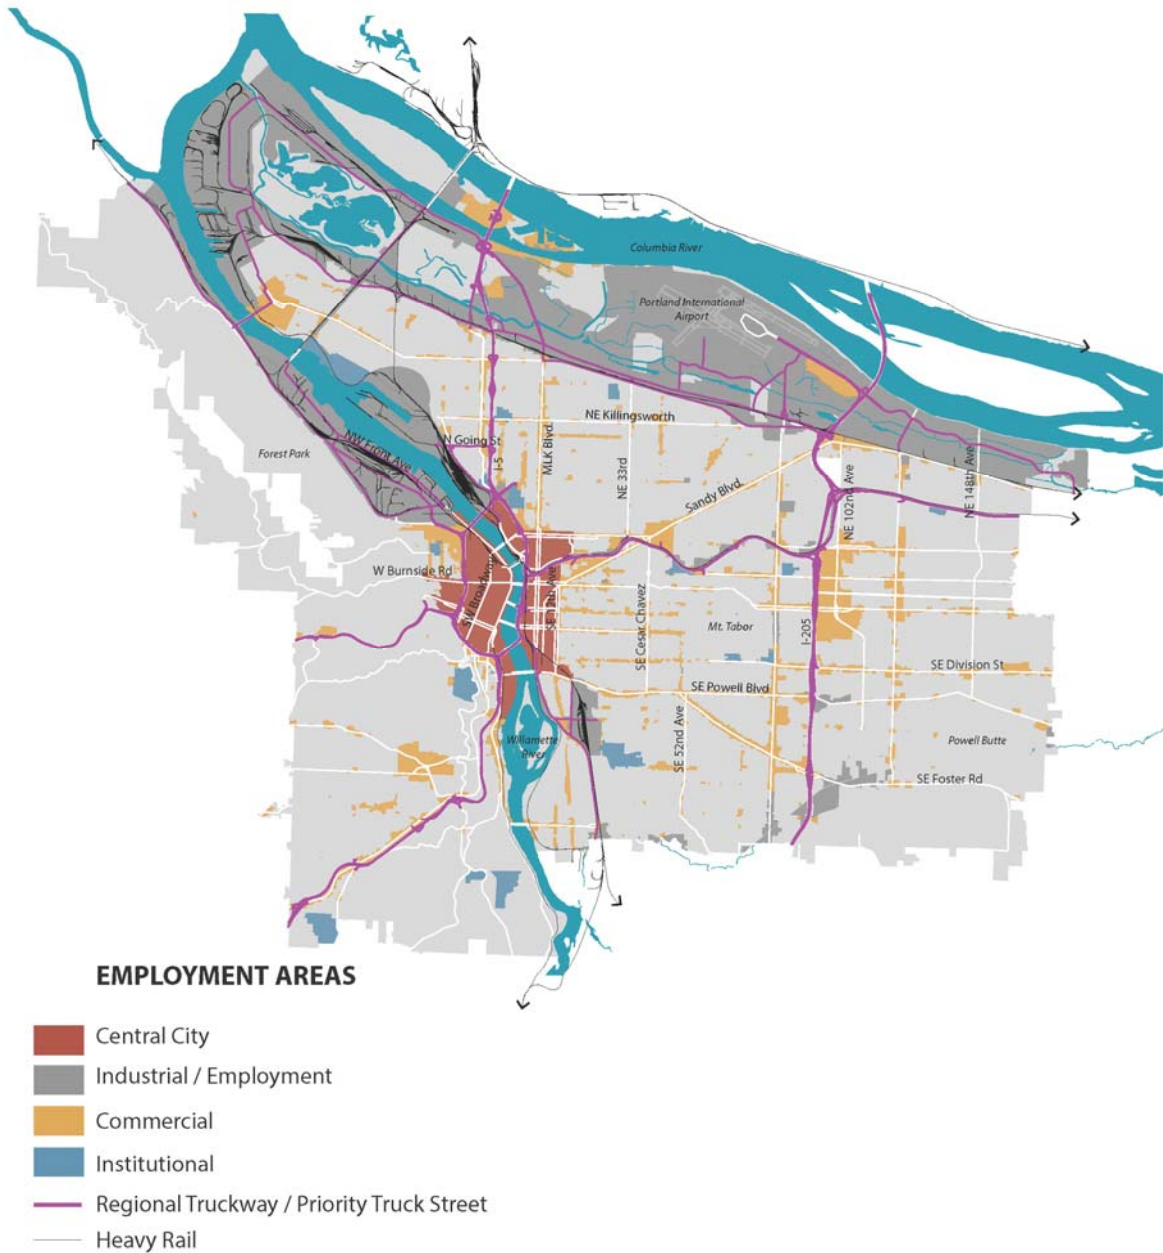 Columbia River
Portland International
Airport
NE Killingsworth
N Going St
NW Front Ave
Forest Park
I-5
MLK Blvd.
NE 33rd
Sandy Blvd.
NE 102nd Ave
NE 148th Ave
W Burnside Rd
SW Broadway
SE 12th Ave
SE Cesar Chavez
Mt. Tabor
I-205
SE Division St
SE Powell Blvd
SE 52nd Ave
Willamette
River
Powell Butte
SE Foster Rd
EMPLOYMENT AREAS
Central City
Industrial / Employment
Commercial
Institutional
Regional Truckway / Priority Truck Street
Heavy Rail